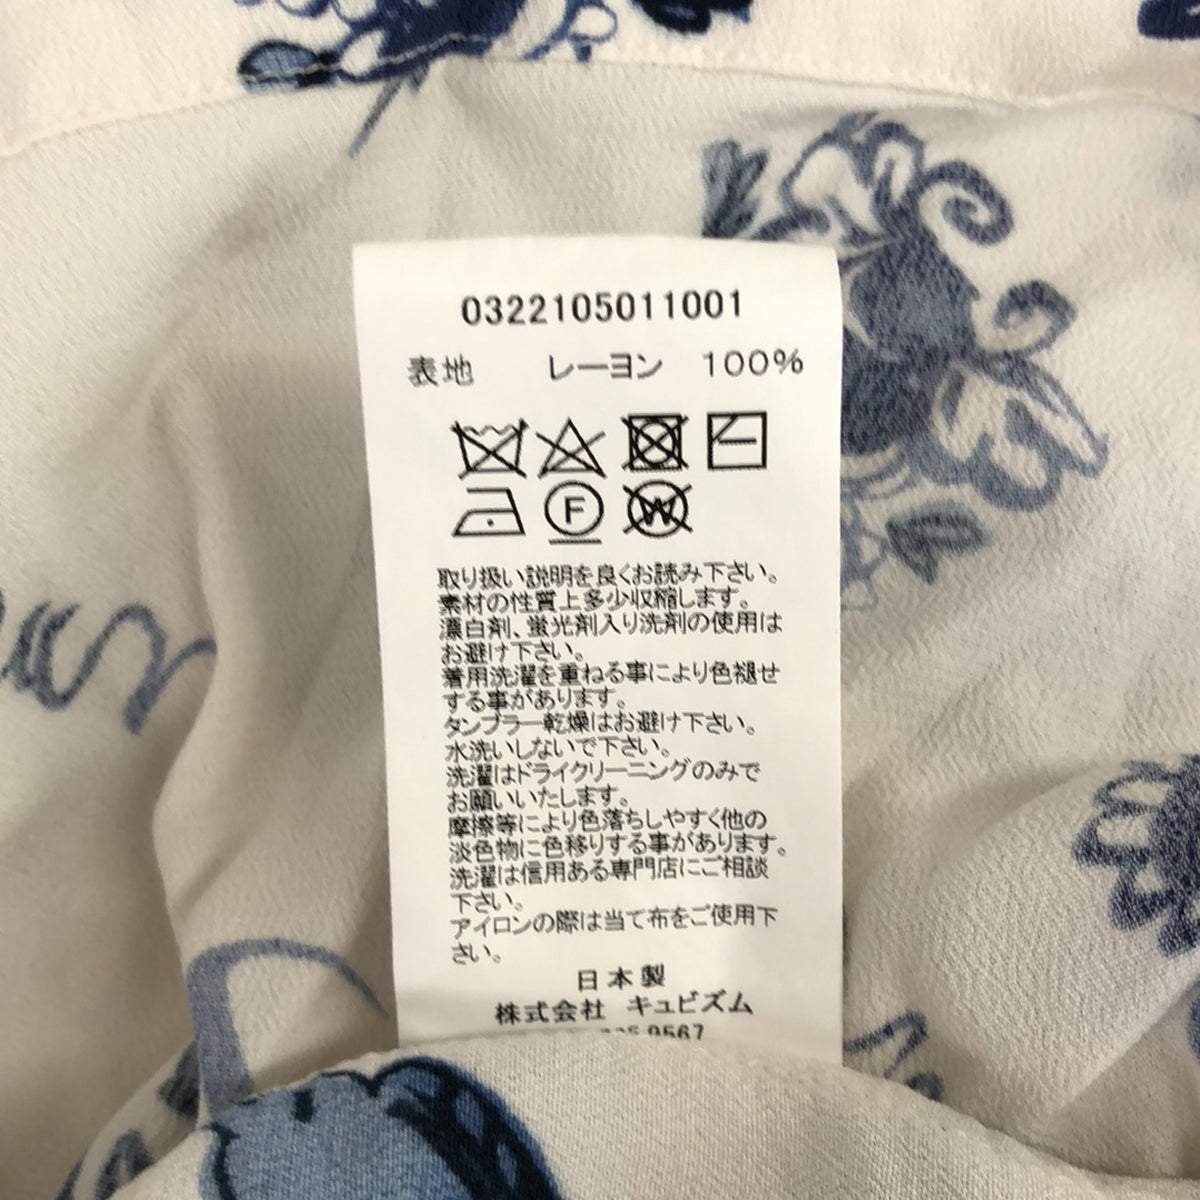 0322105011001
表地 レーヨン 100%
F
W
取り扱い説明を良くお読み下さい。
素材の性質上多少収縮します。
漂白剤、蛍光剤入り洗剤の使用は
お避け下さい。
着用洗濯を重ねる事により色褪せ
する事があります。
タンブラー乾燥はお避け下さい。
水洗いしないで下さい。
洗濯はドライクリーニングのみで
お願いいたします。
摩擦等により色落ちしやすく他の
淡色物に色移りする事があります。
洗濯は信用ある専門店にご相談
下さい。
アイロンの際は当て布をご使用下
さい。
日本製
株式会社 キュビズム
9567